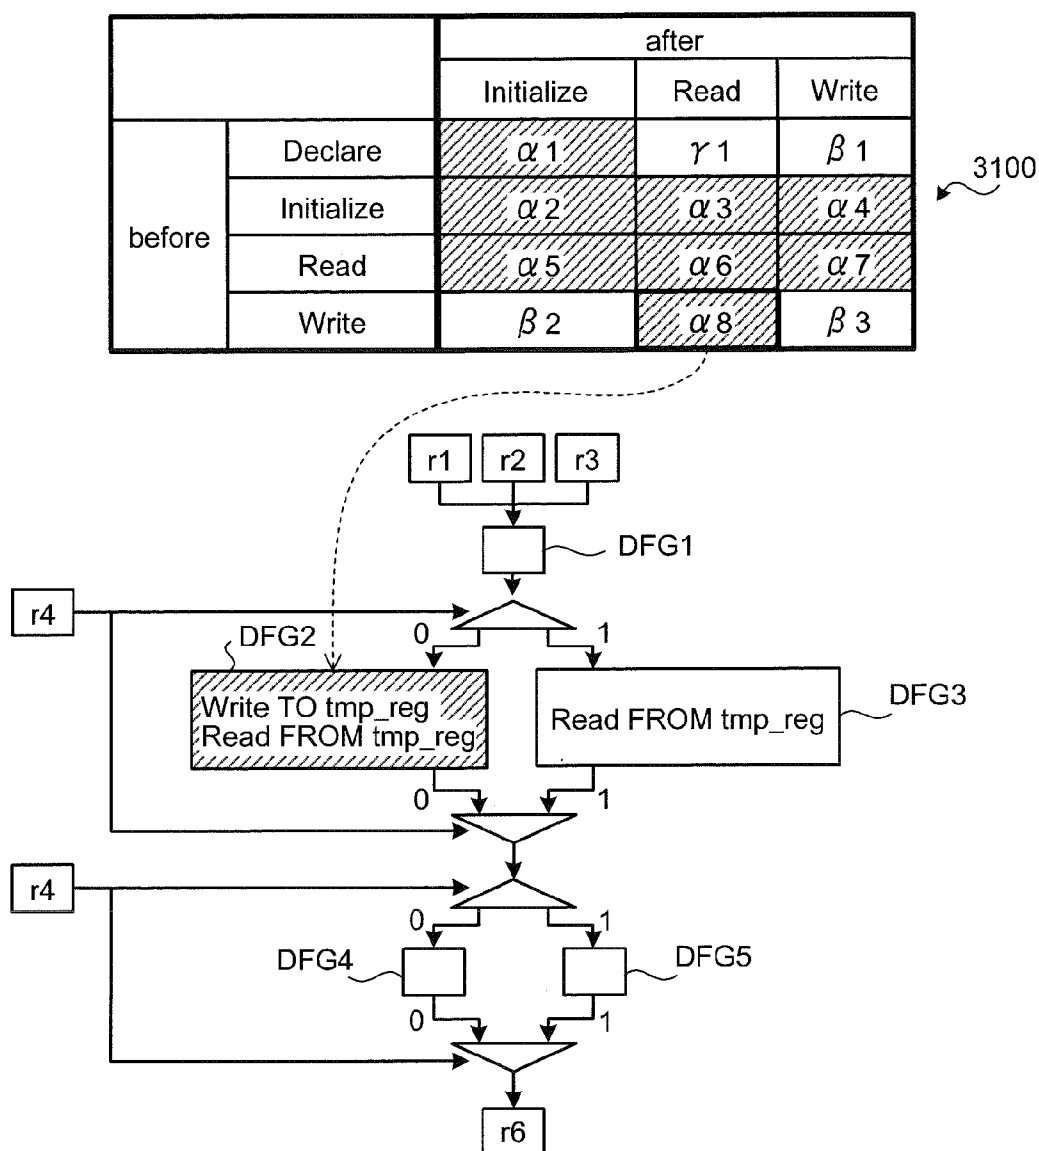 after
Initialize Read Write
Declare α1 γ1 β1
Initialize α2 α3 α4
before
Read α5 α6 α7
Write β2 α8 β3
3100
r1 r2 r3
DFG1
r4
0 1
DFG2
Write TO tmp_reg
Read FROM tmp_reg
Read FROM tmp_reg
DFG3
0 1
r4
0 1
DFG4
DFG5
0 1
r6